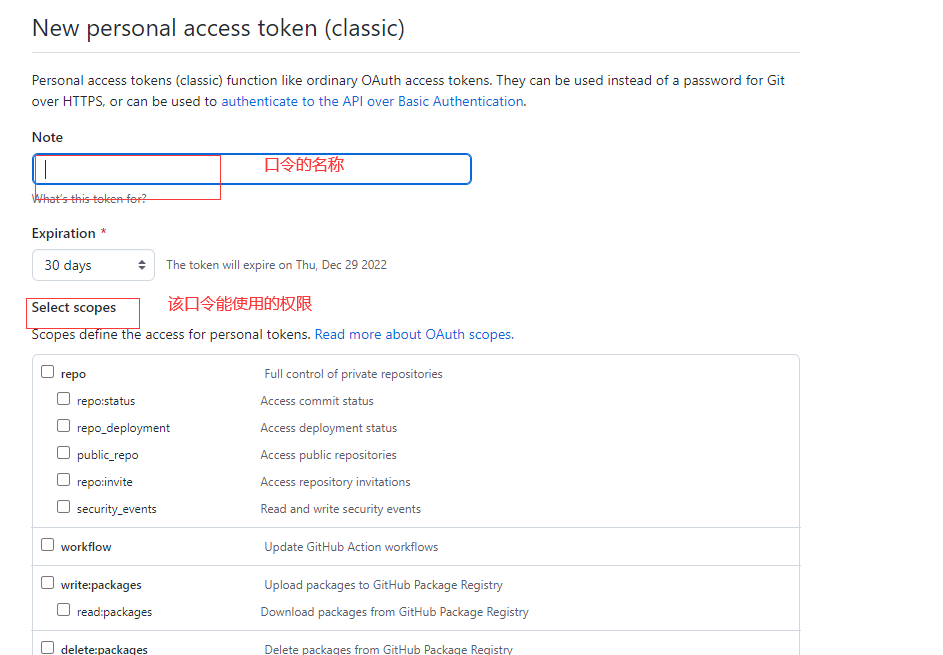 New personal access token (classic)
Personal access tokens (classic) function like ordinary OAuth access tokens. They can be used instead of a password for Git
over HTTPS, or can be used to authenticate to the API over Basic Authentication.
Note
口令的名称
What's this token for?
Expiration *
30 days The token will expire on Thu, Dec 29 2022
Select scopes 该口令能使用的权限
Scopes define the access for personal tokens. Read more about OAuth scopes.
repo Full control of private repositories
repo:status Access commit status
repo_deployment Access deployment status
public_repo Access public repositories
repo:invite Access repository invitations
security_events Read and write security events
workflow Update GitHub Action workflows
write:packages Upload packages to GitHub Package Registry
read:packages Download packages from GitHub Package Registry
delete:packages Delete packages from GitHub Package Registry